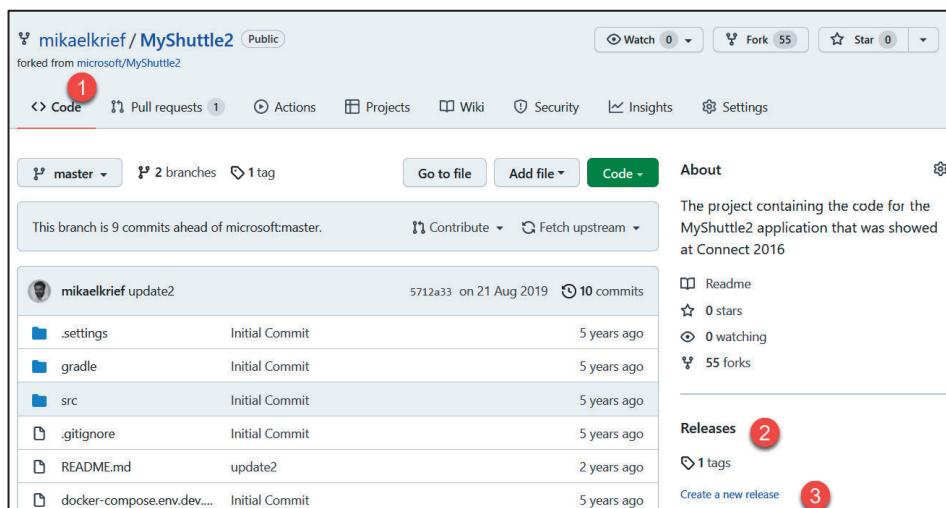 mikaelkrief / MyShuttle2 Public
Watch 0 Fork 55 Star 0
forked from microsoft/MyShuttle2
1
<> Code Pull requests 1 Actions Projects Wiki Security Insights Settings
master 2 branches 1 tag Go to file Add file Code
This branch is 9 commits ahead of microsoft:master. Contribute Fetch upstream
mikaelkrief update2 5712a33 on 21 Aug 2019 10 commits
.settings Initial Commit 5 years ago
gradle Initial Commit 5 years ago
src Initial Commit 5 years ago
.gitignore Initial Commit 5 years ago
README.md update2 2 years ago
docker-compose.env.dev.... Initial Commit 5 years ago
About
The project containing the code for the
MyShuttle2 application that was showed
at Connect 2016
Readme
0 stars
0 watching
55 forks
Releases 2
1 tags
Create a new release 3